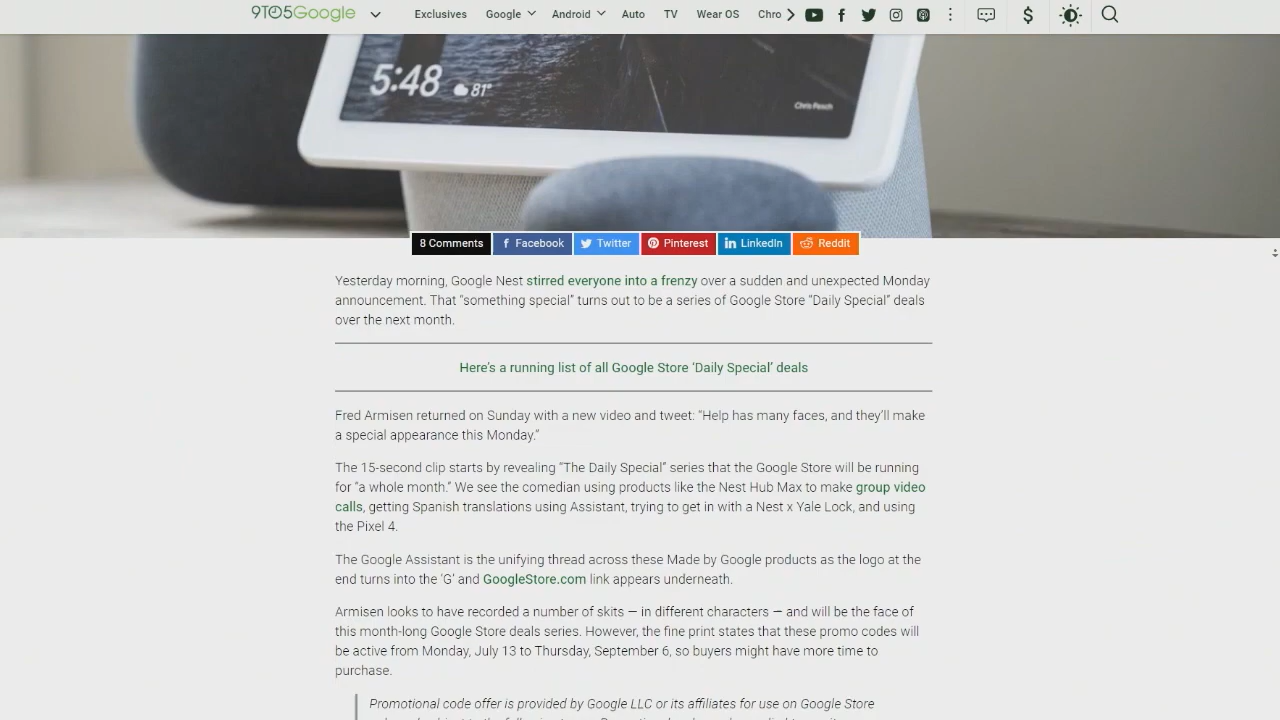 9TO5Google
Exclusives Google Android Auto TV Wear OS Chro
5:48 81°
Chris Pesch
8 Comments Facebook Twitter Pinterest LinkedIn Reddit
Yesterday morning, Google Nest stirred everyone into a frenzy over a sudden and unexpected Monday
announcement. That “something special” turns out to be a series of Google Store “Daily Special” deals
over the next month.
Here’s a running list of all Google Store ‘Daily Special’ deals
Fred Armisen returned on Sunday with a new video and tweet: “Help has many faces, and they’ll make
a special appearance this Monday.”
The 15-second clip starts by revealing “The Daily Special” series that the Google Store will be running
for “a whole month.” We see the comedian using products like the Nest Hub Max to make group video
calls, getting Spanish translations using Assistant, trying to get in with a Nest x Yale Lock, and using
the Pixel 4.
The Google Assistant is the unifying thread across these Made by Google products as the logo at the
end turns into the ‘G’ and GoogleStore.com link appears underneath.
Armisen looks to have recorded a number of skits — in different characters — and will be the face of
this month-long Google Store deals series. However, the fine print states that these promo codes will
be active from Monday, July 13 to Thursday, September 6, so buyers might have more time to
purchase.
Promotional code offer is provided by Google LLC or its affiliates for use on Google Store